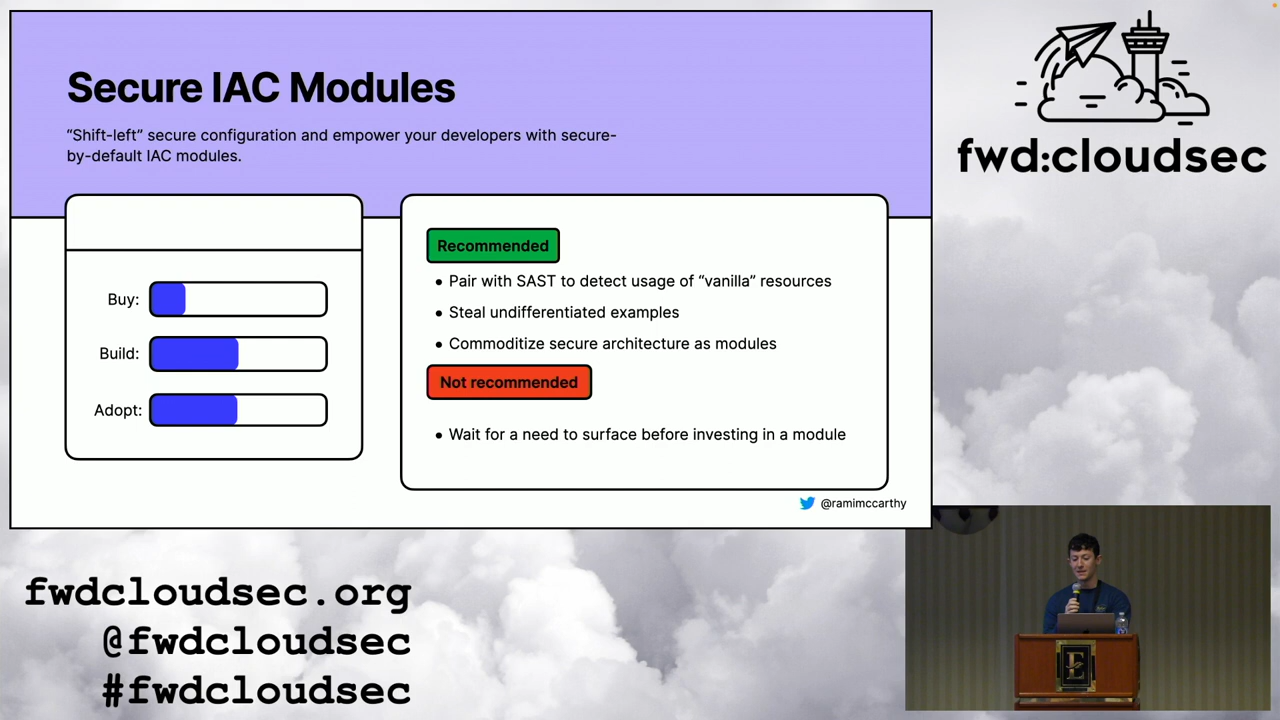 Secure IAC Modules
“Shift-left” secure configuration and empower your developers with secure-
by-default IAC modules.
Buy:
Build:
Adopt:
Recommended
• Pair with SAST to detect usage of “vanilla” resources
• Steal undifferentiated examples
• Commoditize secure architecture as modules
Not recommended
• Wait for a need to surface before investing in a module
@ramimccarthy
fwd:cloudsec
fwdcloudsec.org
@fwdcloudsec
#fwdcloudsec
E